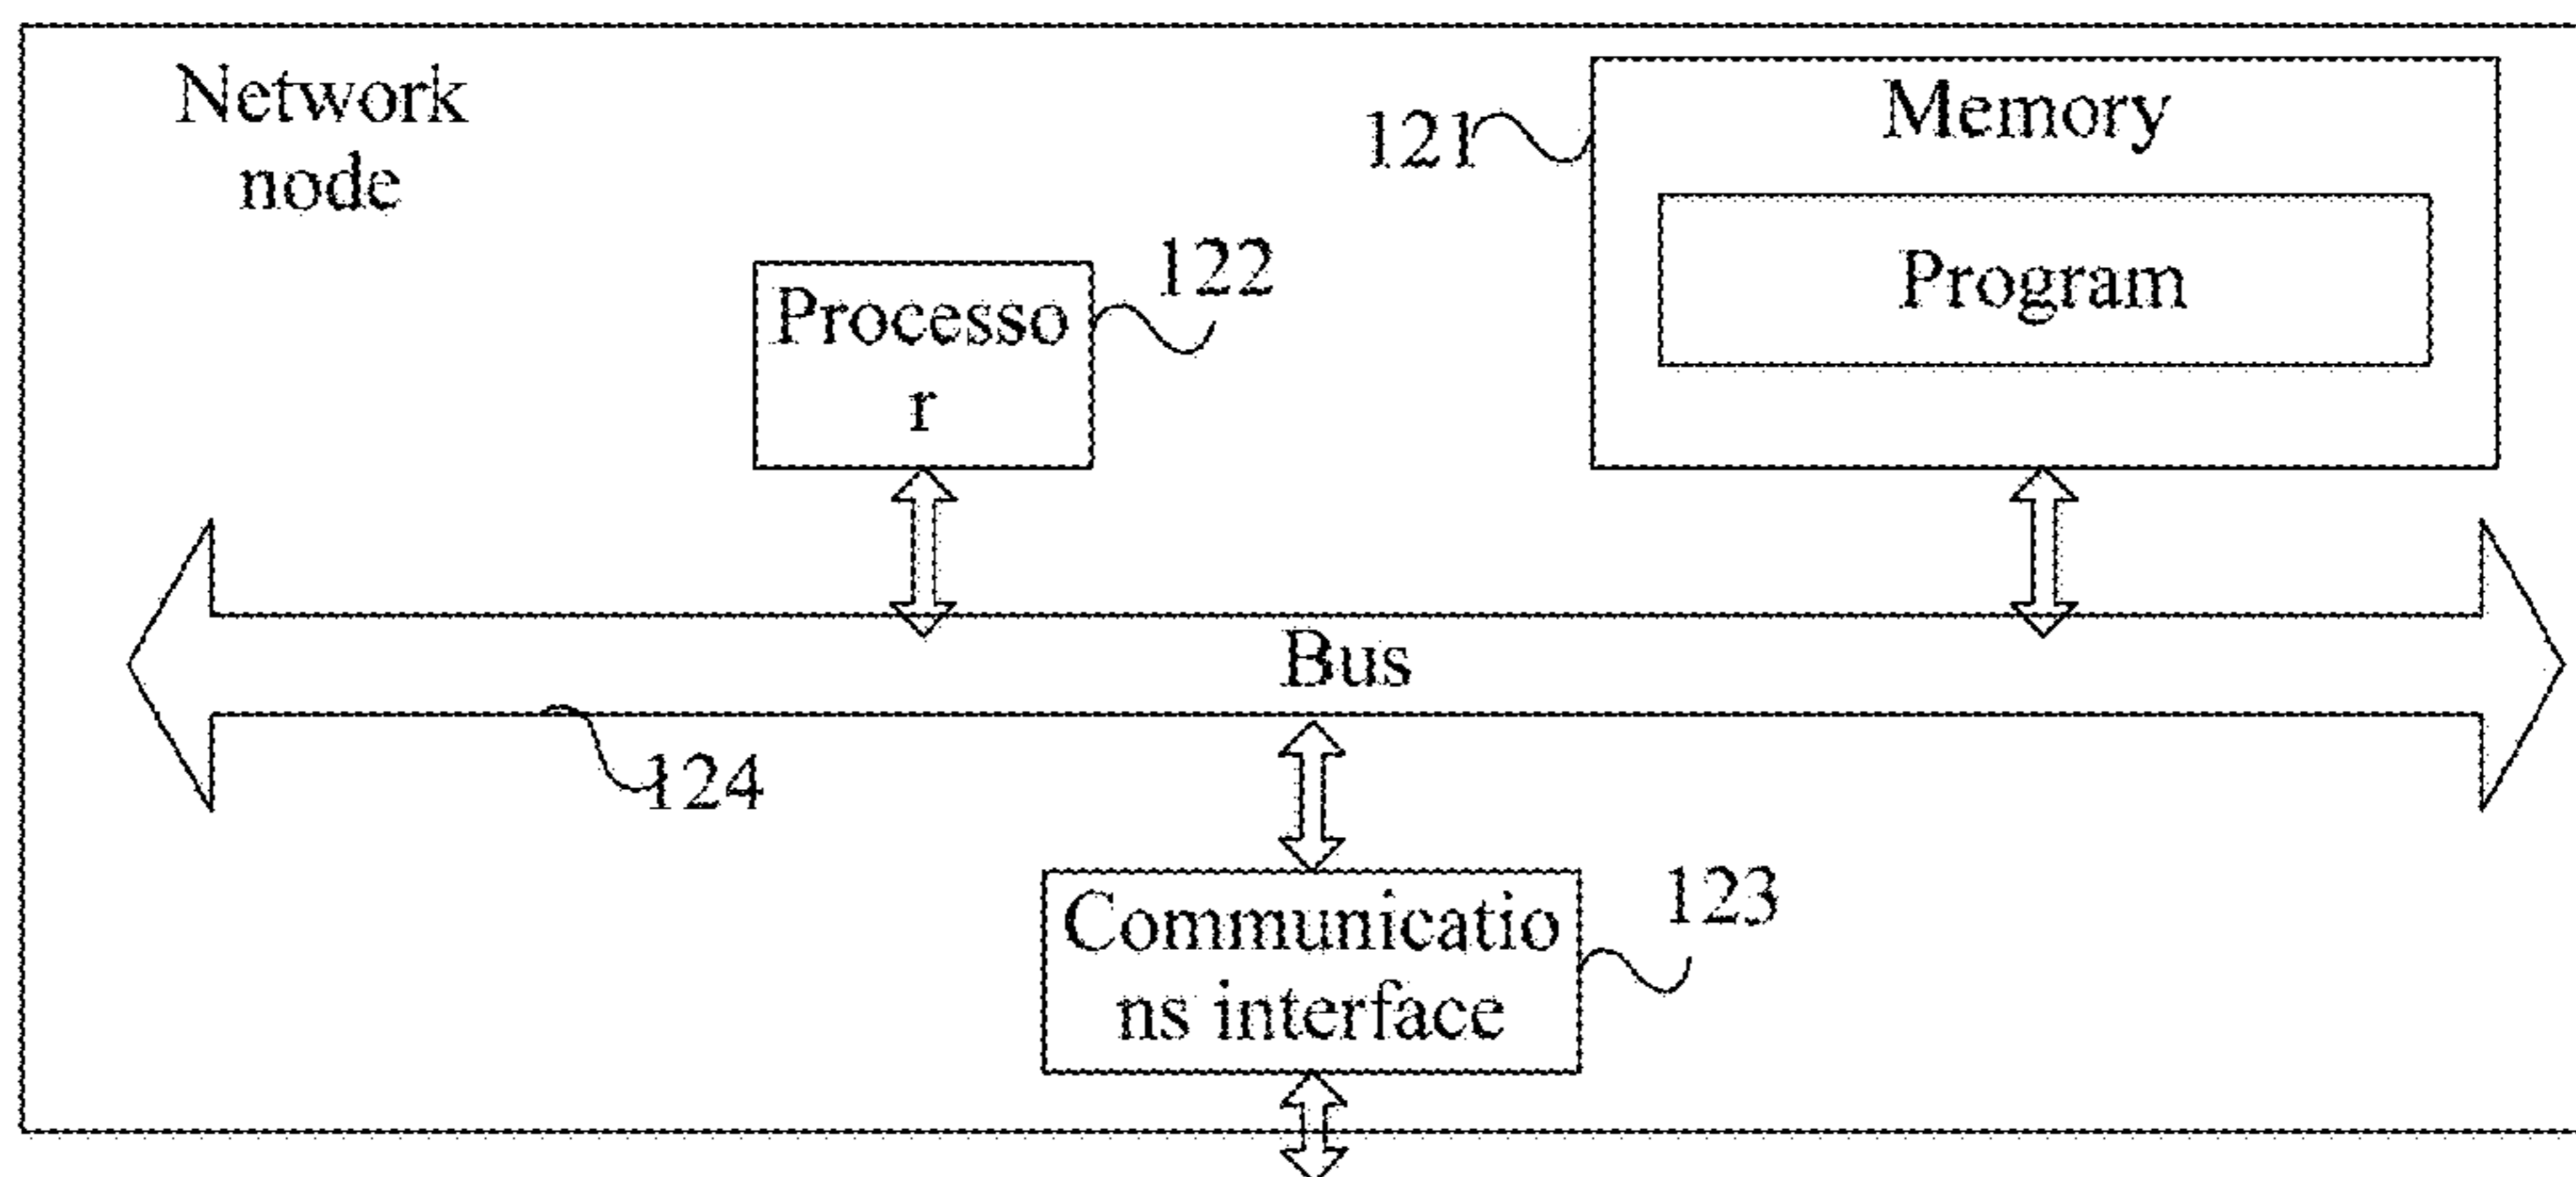 Network
node
121
Memory
Program
122
Processo
r
Bus
124
123
Communicatio
ns interface